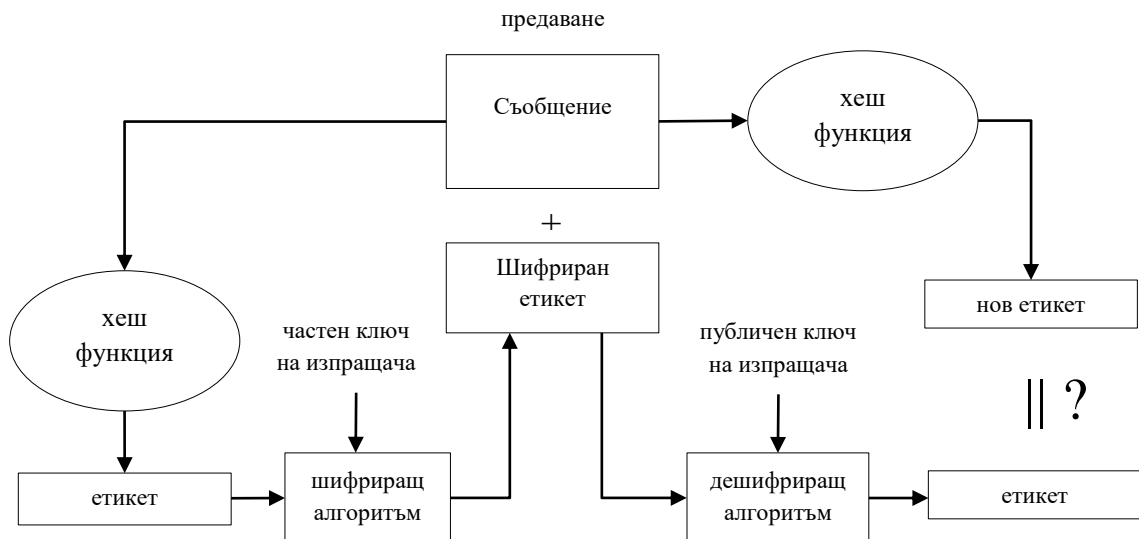 предаване
Съобщение
хеш
функция
+
Шифриран
етикет
хеш
функция
частен ключ
на изпращача
публичен ключ
на изпращача
нов етикет
|| ?
етикет
шифриращ
алгоритъм
дешифриращ
алгоритъм
етикет